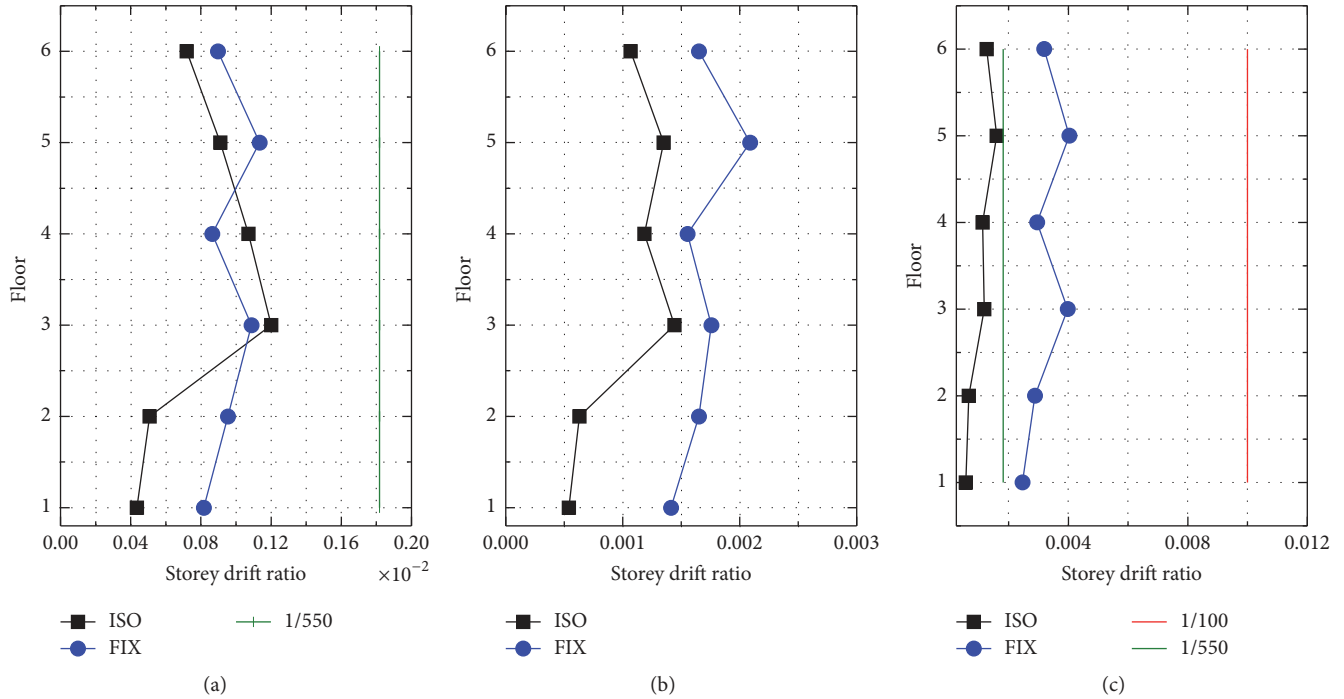 6
5
4
3
2
1
Floor
0.00 0.04 0.08 0.12 0.16 0.20
Storey drift ratio ×10⁻²
ISO 1/550
FIX
(a)
6
5
4
3
2
1
Floor
0.000 0.001 0.002 0.003
Storey drift ratio
ISO
FIX
(b)
6
5
4
3
2
1
Floor
0.004 0.008 0.012
Storey drift ratio
ISO 1/100
FIX 1/550
(c)